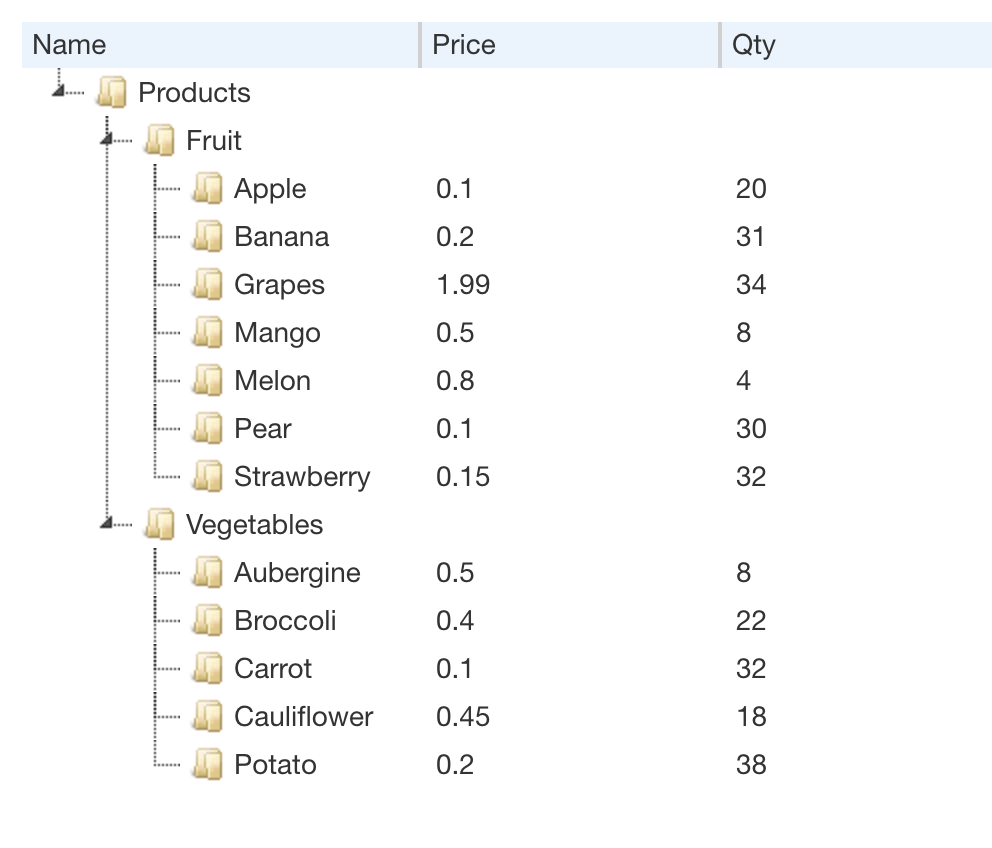 Name Price Qty
Products
Fruit
Apple 0.1 20
Banana 0.2 31
Grapes 1.99 34
Mango 0.5 8
Melon 0.8 4
Pear 0.1 30
Strawberry 0.15 32
Vegetables
Aubergine 0.5 8
Broccoli 0.4 22
Carrot 0.1 32
Cauliflower 0.45 18
Potato 0.2 38